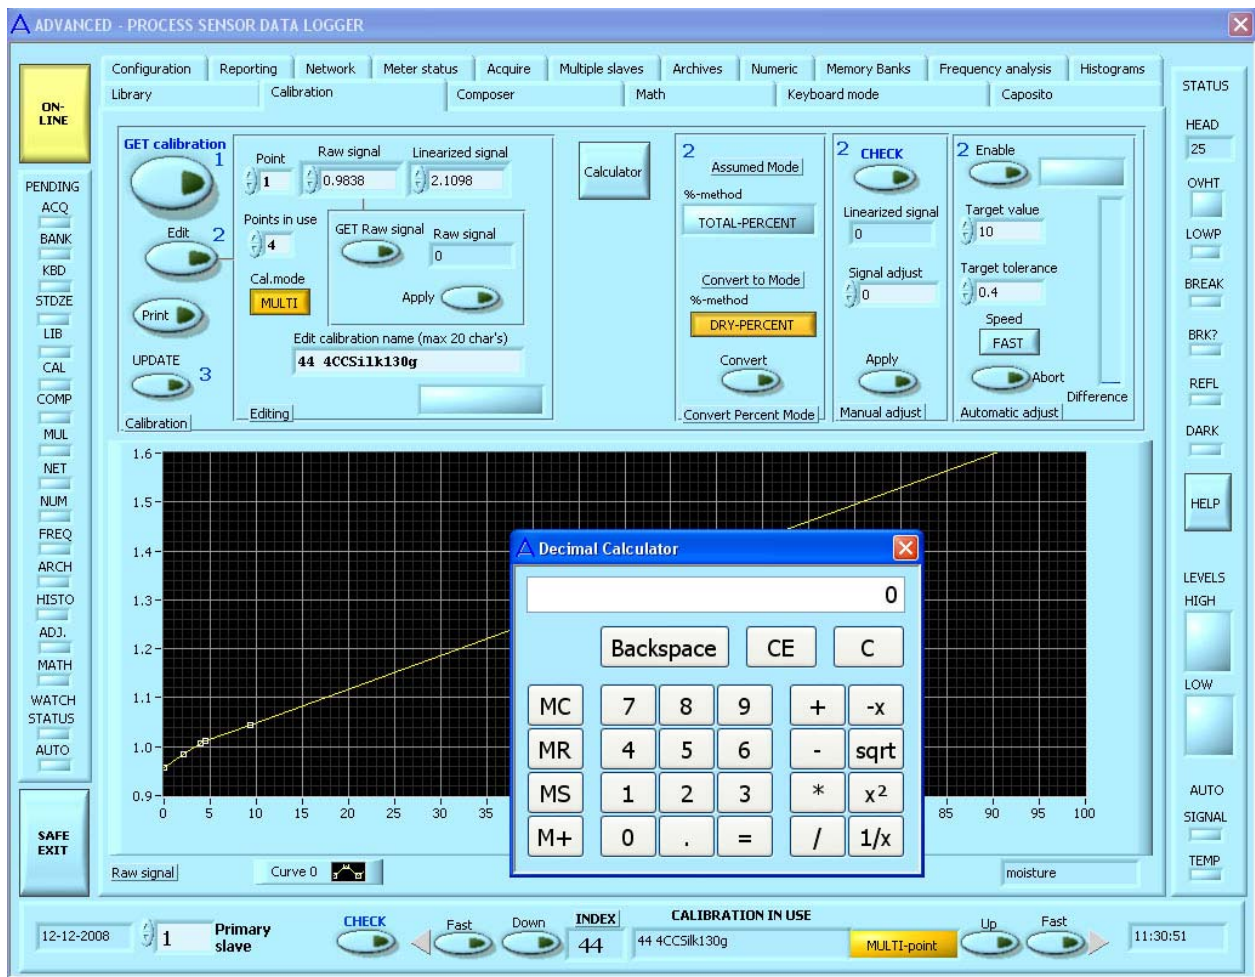 ADVANCED - PROCESS SENSOR DATA LOGGER
Configuration Reporting Network Meter status Acquire Multiple slaves Archives Numeric Memory Banks Frequency analysis Histograms
Library Calibration Composer Math Keyboard mode Caposito
ON-
LINE
PENDING
ACQ
BANK
KBD
STDZE
LIB
CAL
COMP
MUL
NET
NUM
FREQ
ARCH
HISTO
ADJ.
MATH
WATCH
STATUS
AUTO
SAFE
EXIT
GET calibration
1
Edit
2
Print
UPDATE
3
Calibration
Point
1
Raw signal
0.9838
Linearized signal
2.1098
Points in use
4
GET Raw signal
Raw signal
0
Apply
Cal.mode
MULTI
Edit calibration name (max 20 char's)
44 4CCSilk130g
Editing
Calculator
2
Assumed Mode
%-method
TOTAL-PERCENT
Convert to Mode
%-method
DRY-PERCENT
Convert
Convert Percent Mode
2 CHECK
Linearized signal
0
Signal adjust
0
Apply
Manual adjust
2 Enable
Target value
10
Target tolerance
0.4
Speed
FAST
Abort
Difference
Automatic adjust
STATUS
HEAD
25
OVHT
LOWP
BREAK
BRK?
REFL
DARK
HELP
LEVELS
HIGH
LOW
AUTO
SIGNAL
TEMP
1.6
1.5
1.4
1.3
1.2
1.1
1.0
0.9
0 5 10 15 20 25 30 35 85 90 95 100
Raw signal
Curve 0
moisture
Decimal Calculator
0
Backspace CE C
MC 7 8 9 + -x
MR 4 5 6 - sqrt
MS 1 2 3 * x²
M+ 0 . = / 1/x
12-12-2008
1
Primary
slave
CHECK
Fast
Down
INDEX
44
CALIBRATION IN USE
44 4CCSilk130g
MULTI-point
Up
Fast
11:30:51